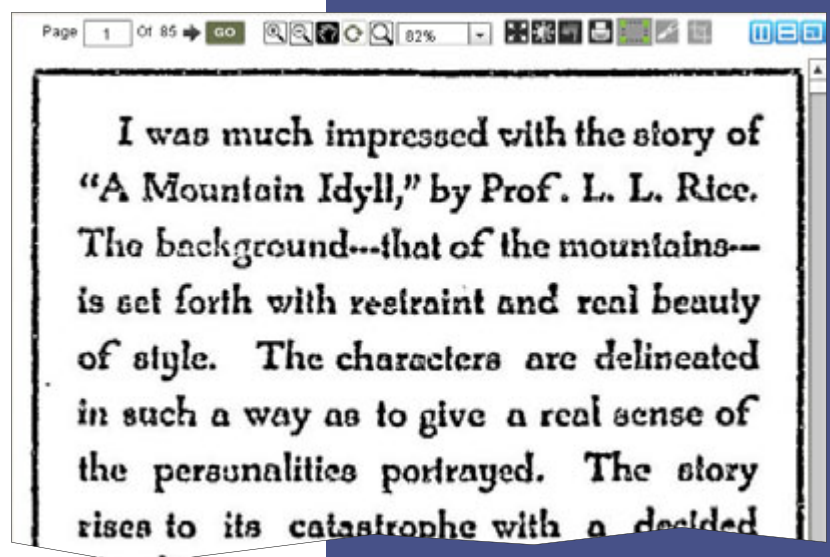 Page 1 Of 85 GO 82%
I was much impressed with the story of
“A Mountain Idyll,” by Prof. L. L. Rice.
The background---that of the mountains---
is set forth with restraint and real beauty
of style. The characters are delineated
in such a way as to give a real sense of
the personalities portrayed. The story
rises to its catastrophe with a decided